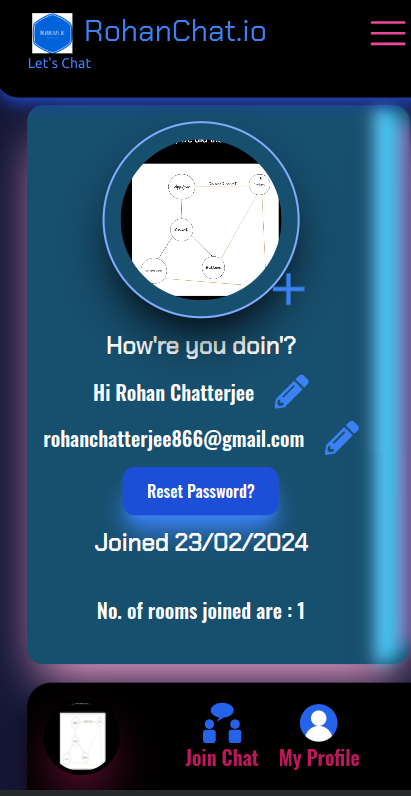 RohanChat.io
Let's Chat
How're you doin'?
Hi Rohan Chatterjee
rohanchatterjee866@gmail.com
Reset Password?
Joined 23/02/2024
No. of rooms joined are : 1
Join Chat
My Profile